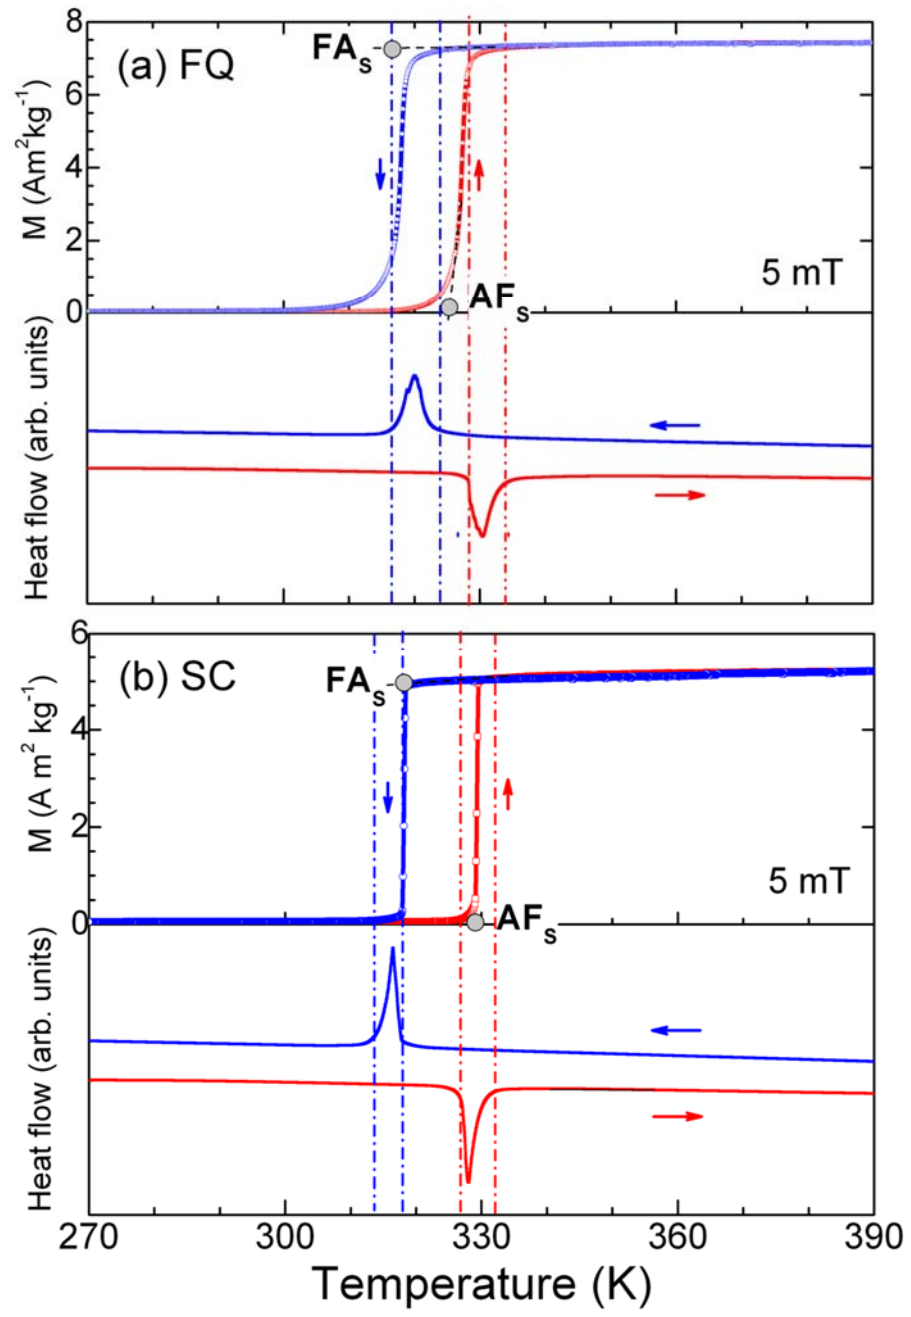 (a) FQ
FAₛ
AFₛ
5 mT
M (Am²kg⁻¹)
8
6
4
2
0
Heat flow (arb. units)
(b) SC
FAₛ
AFₛ
5 mT
M (A m² kg⁻¹)
6
4
2
0
Heat flow (arb. units)
270 300 330 360 390
Temperature (K)